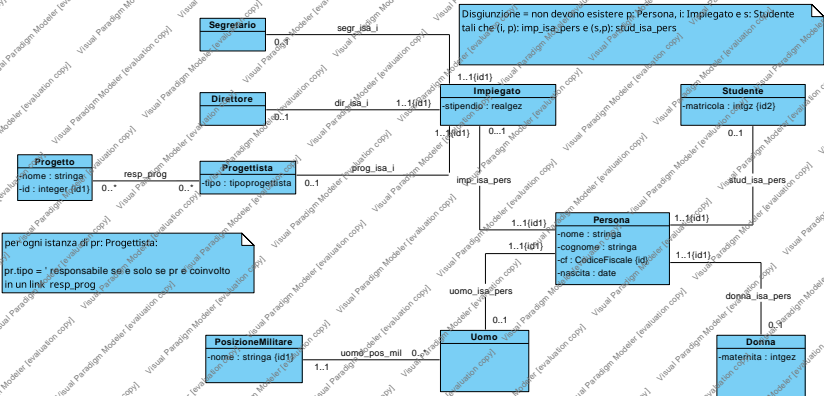 Segretario
segr_isa_i
0..1
Disgiunzione = non devono esistere p: Persona, i: Impiegato e s: Studente
tali che (i, p): imp_isa_pers e (s,p): stud_isa_pers
1..1{id1}
Direttore
dir_isa_i
0..1
1..1{id1}
Impiegato
-stipendio : realgez
Studente
-matricola : intgz {id2}
1..1{id1}
0..1
0..1
Progetto
-nome : stringa
-id : integer {id1}
resp_prog
0..*
0..*
Progettista
-tipo : tipoprogettista
prog_isa_i
0..1
imp_isa_pers
stud_isa_pers
1..1{id1}
1..1{id1}
Persona
-nome : stringa
-cognome : stringa
-cf : CodiceFiscale {id}
-nascita : date
1..1{id1}
1..1{id1}
per ogni istanza di pr: Progettista:
pr.tipo = ' responsabile se e solo se pr e coinvolto
in un link resp_prog
uomo_isa_pers
0..1
donna_isa_pers
0..1
PosizioneMilitare
-nome : stringa {id1}
uomo_pos_mil
1..1
0..*
Uomo
Donna
-maternita : intgez
Visual Paradigm Modeler [evaluation copy]